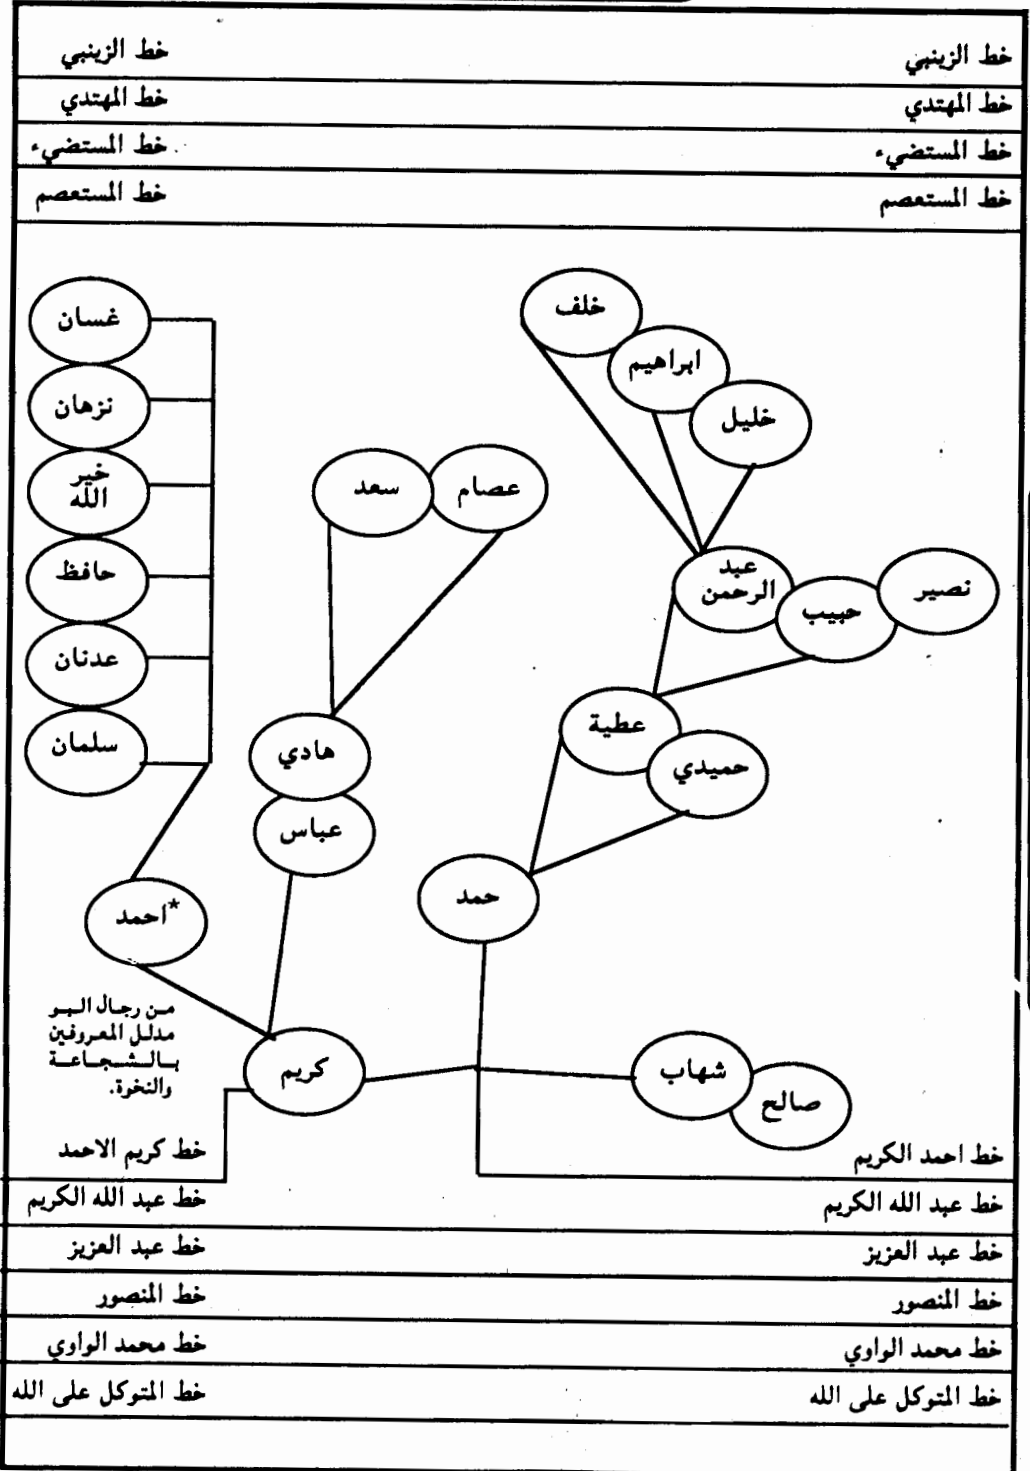 خط الزينبي
خط الزينبي
خط المهتدي
خط المهتدي
خط المستضيء
خط المستضيء
خط المستعصم
خط المستعصم
خلف
ابراهيم
خليل
عبد
الرحمن
حبيب
نصير
عطية
حميدي
حمد
شهاب
صالح
عصام
سعد
هادي
عباس
كريم
غسان
نزهان
خير
الله
حافظ
عدنان
سلمان
*احمد
من رجال البو
مدلل المعروفين
بالشجاعة
والنخوة.
خط احمد الكريم
خط كريم الاحمد
خط عبد الله الكريم
خط عبد الله الكريم
خط عبد العزيز
خط عبد العزيز
خط المنصور
خط المنصور
خط محمد الواوي
خط محمد الواوي
خط المتوكل على الله
خط المتوكل على الله